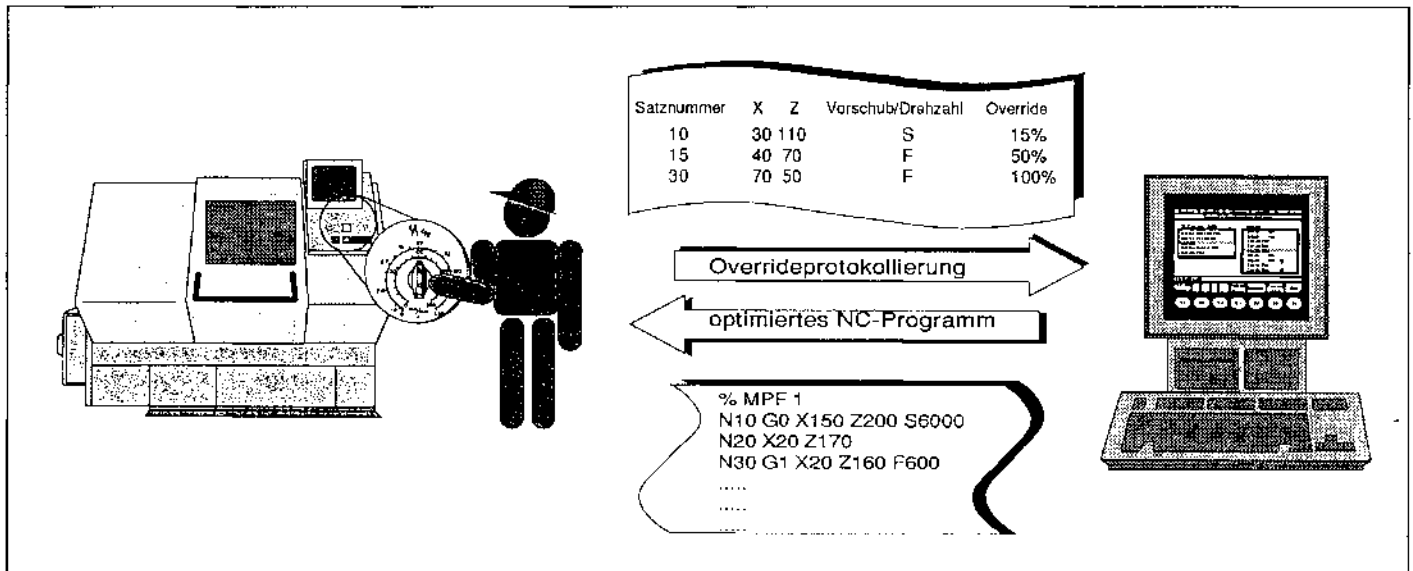 Satznummer X Z Vorschub/Drehzahl Override
10 30 110 S 15%
15 40 70 F 50%
30 70 50 F 100%
Overrideprotokollierung
optimiertes NC-Programm
% MPF 1
N10 G0 X150 Z200 S6000
N20 X20 Z170
N30 G1 X20 Z160 F600
.....
.....
.....